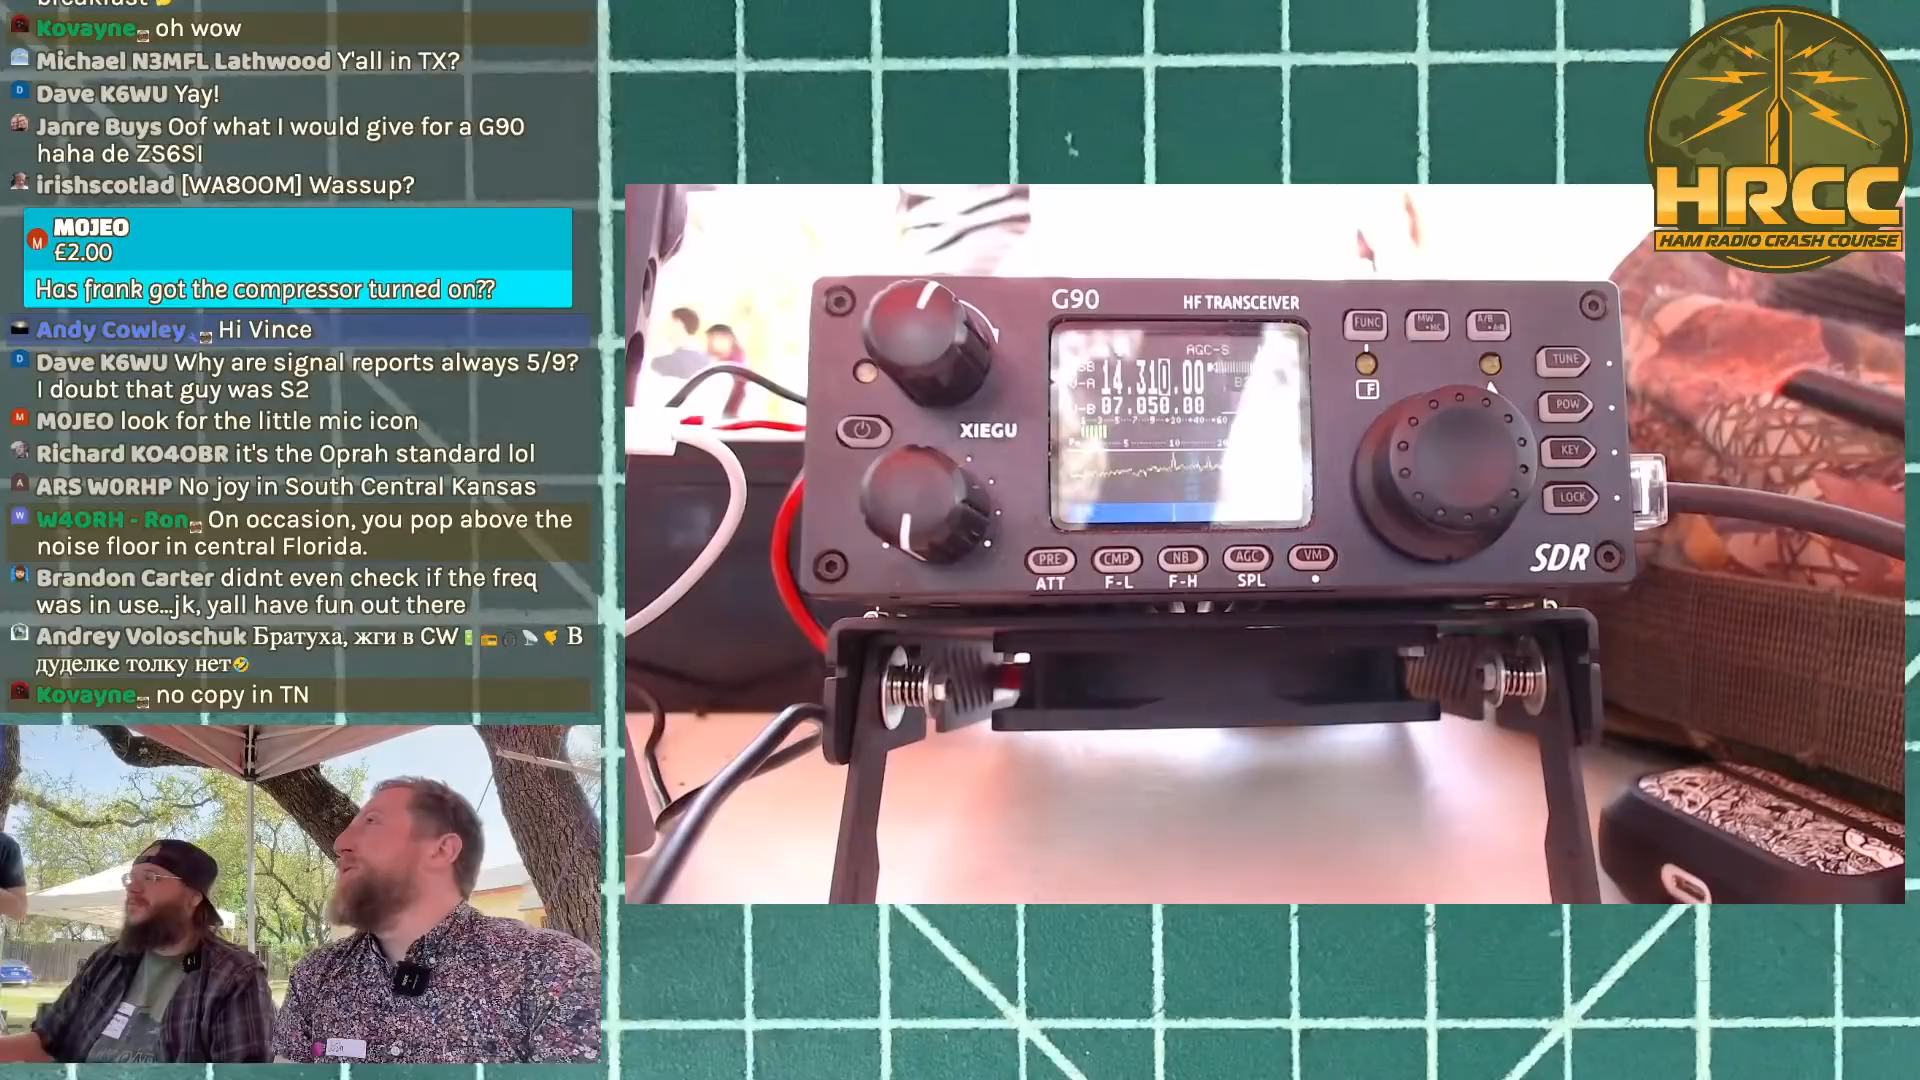 Kovayne oh wow
Michael N3MFL Lathwood Y'all in TX?
Dave K6WU Yay!
Janre Buys Oof what I would give for a G90
haha de ZS6SI
irishscotlad [WA8OOM] Wassup?
M
M0JEO
£2.00
Has frank got the compressor turned on??
Andy Cowley Hi Vince
D
Dave K6WU Why are signal reports always 5/9?
I doubt that guy was S2
M
M0JEO look for the little mic icon
Richard KO4OBR it's the Oprah standard lol
A
ARS W0RHP No joy in South Central Kansas
W
W4ORH - Ron On occasion, you pop above the
noise floor in central Florida.
Brandon Carter didnt even check if the freq
was in use...jk, yall have fun out there
Andrey Voloschuk Братуха, жги в CW🔋📻🎧📡 В
дуделке толку нет🤣
Kovayne no copy in TN
HRCC
HAM RADIO CRASH COURSE
G90
HF TRANSCEIVER
AGC-S
14.310.00
87.050.00
XIEGU
FUNC
F
TUNE
POW
KEY
LOCK
PRE
CMP
NB
AGC
VM
ATT
F-L
F-H
SPL
SDR